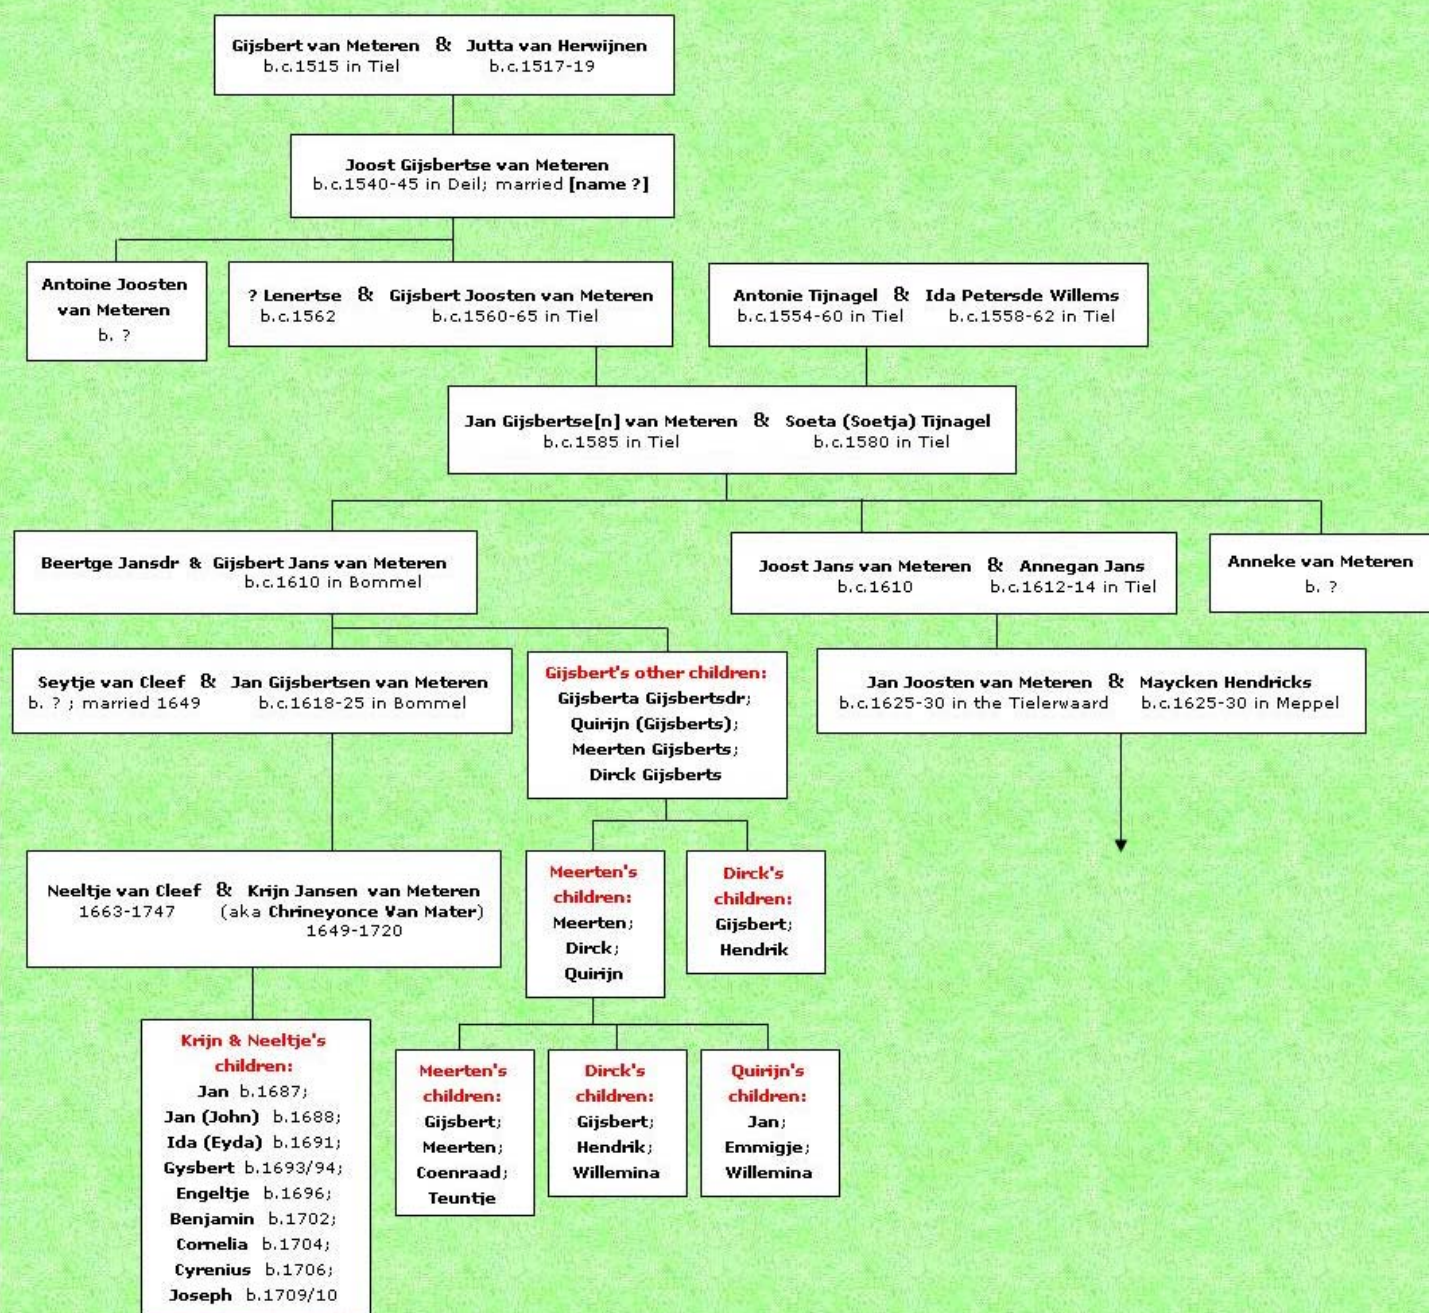 Gijsbert van Meteren & Jutta van Herwijnen
b.c.1515 in Tiel b.c.1517-19
Joost Gijsbertse van Meteren
b.c.1540-45 in Deil; married [name ?]
Antoine Joosten
van Meteren
b. ?
? Lenertse & Gijsbert Joosten van Meteren
b.c.1562 b.c.1560-65 in Tiel
Antonie Tijnagel & Ida Petersde Willems
b.c.1554-60 in Tiel b.c.1558-62 in Tiel
Jan Gijsbertse[n] van Meteren & Soeta (Soetja) Tijnagel
b.c.1585 in Tiel b.c.1580 in Tiel
Beertge Jansdr & Gijsbert Jans van Meteren
b.c.1610 in Bommel
Joost Jans van Meteren & Annegan Jans
b.c.1610 b.c.1612-14 in Tiel
Anneke van Meteren
b. ?
Seytje van Cleef & Jan Gijsbertsen van Meteren
b. ? ; married 1649 b.c.1618-25 in Bommel
Gijsbert's other children:
Gijsberta Gijsbertsdr;
Quirijn (Gijsberts);
Meerten Gijsberts;
Dirck Gijsberts
Jan Joosten van Meteren & Maycken Hendricks
b.c.1625-30 in the Tielerwaard b.c.1625-30 in Meppel
Neeltje van Cleef & Krijn Jansen van Meteren
1663-1747 (aka Chrineyonce Van Mater)
1649-1720
Meerten's
children:
Meerten;
Dirck;
Quirijn
Dirck's
children:
Gijsbert;
Hendrik
Krijn & Neeltje's
children:
Jan b.1687;
Jan (John) b.1688;
Ida (Eyda) b.1691;
Gysbert b.1693/94;
Engeltje b.1696;
Benjamin b.1702;
Cornelia b.1704;
Cyrenius b.1706;
Joseph b.1709/10
Meerten's
children:
Gijsbert;
Meerten;
Coenraad;
Teuntje
Dirck's
children:
Gijsbert;
Hendrik;
Willemina
Quirijn's
children:
Jan;
Emmigje;
Willemina